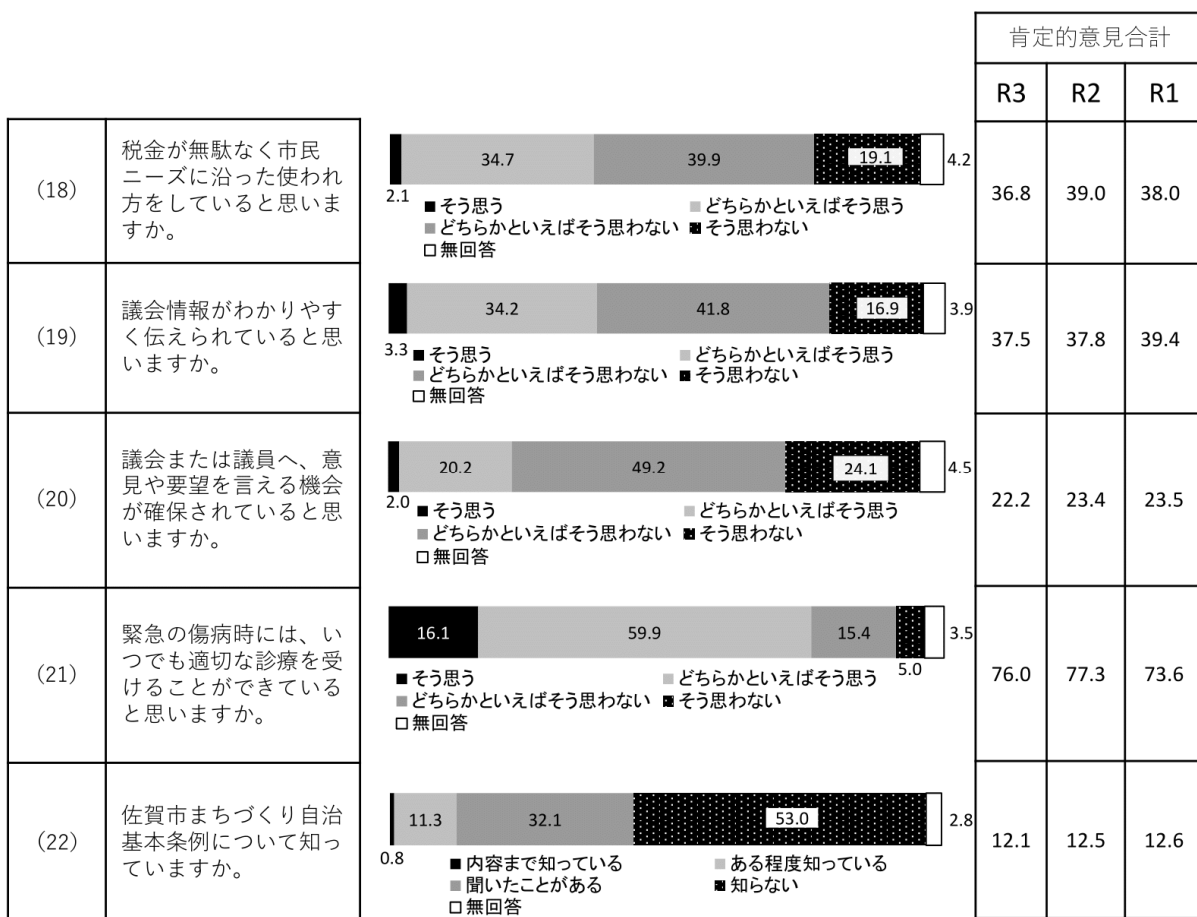 肯定的意見合計
R3 R2 R1
(18)
税金が無駄なく市民
ニーズに沿った使われ
方をしていると思いま
すか。
34.7 39.9 19.1 4.2
2.1
■そう思う ■どちらかといえばそう思う
■どちらかといえばそう思わない ■そう思わない
□無回答
36.8 39.0 38.0
(19)
議会情報がわかりやす
く伝えられていると思
いますか。
34.2 41.8 16.9 3.9
3.3
■そう思う ■どちらかといえばそう思う
■どちらかといえばそう思わない ■そう思わない
□無回答
37.5 37.8 39.4
(20)
議会または議員へ、意
見や要望を言える機会
が確保されていると思
いますか。
20.2 49.2 24.1 4.5
2.0
■そう思う ■どちらかといえばそう思う
■どちらかといえばそう思わない ■そう思わない
□無回答
22.2 23.4 23.5
(21)
緊急の傷病時には、い
つでも適切な診療を受
けることができている
と思いますか。
16.1 59.9 15.4 3.5
5.0
■そう思う ■どちらかといえばそう思う
■どちらかといえばそう思わない ■そう思わない
□無回答
76.0 77.3 73.6
(22)
佐賀市まちづくり自治
基本条例について知っ
ていますか。
11.3 32.1 53.0 2.8
0.8
■内容まで知っている ■ある程度知っている
■聞いたことがある ■知らない
□無回答
12.1 12.5 12.6